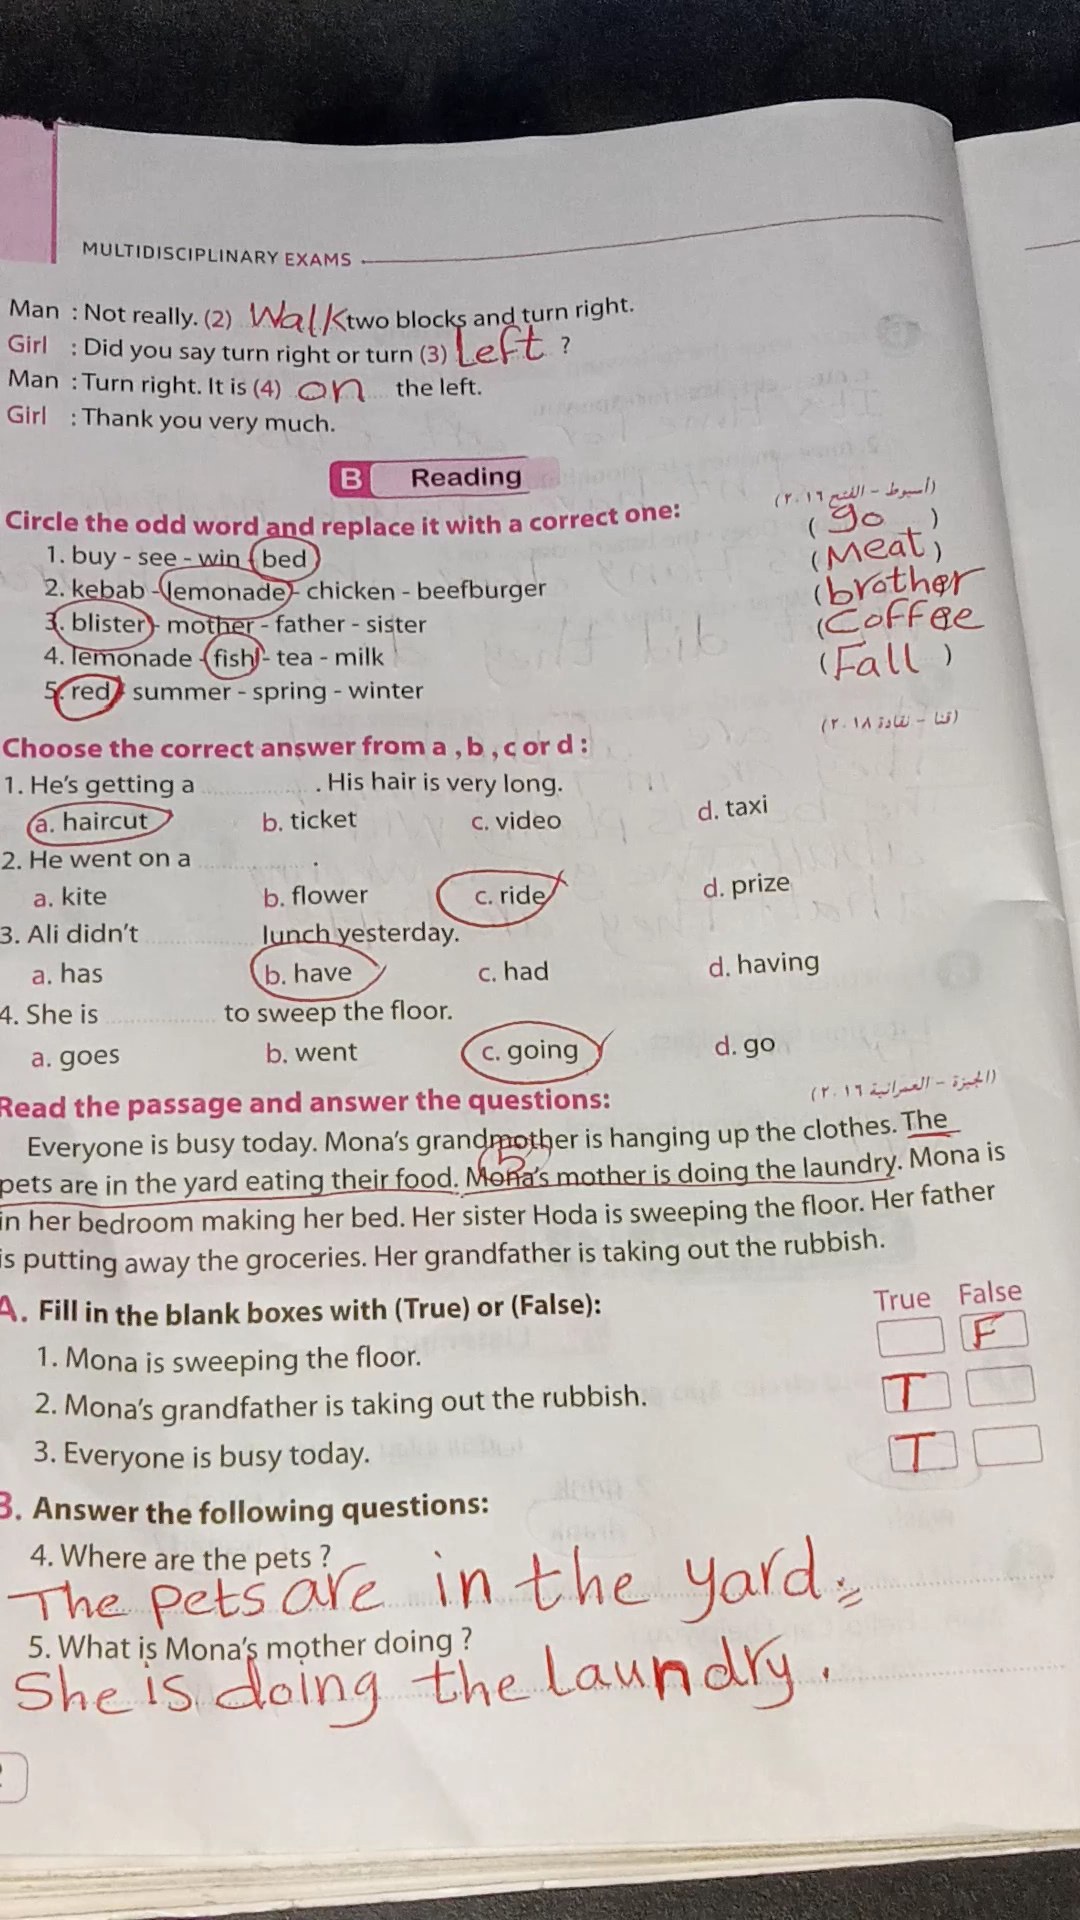 MULTIDISCIPLINARY EXAMS
Man : Not really. (2) Walk two blocks and turn right.
Girl : Did you say turn right or turn (3) Left ?
Man : Turn right. It is (4) on the left.
Girl : Thank you very much.
B Reading
Circle the odd word and replace it with a correct one: (أسيوط - الفتح ٢٠١٦)
1. buy - see - win - bed ( go )
2. kebab - lemonade - chicken - beefburger (Meat)
3. blister - mother - father - sister (brother
4. lemonade - fish - tea - milk (Coffee
5. red - summer - spring - winter (Fall )
Choose the correct answer from a , b , c or d : (قنا - نقادة ٢٠١٨)
1. He's getting a ............ . His hair is very long.
a. haircut b. ticket c. video d. taxi
2. He went on a ............ .
a. kite b. flower c. ride d. prize
3. Ali didn't ............ lunch yesterday.
a. has b. have c. had d. having
4. She is ............ to sweep the floor.
a. goes b. went c. going d. go
Read the passage and answer the questions: (الجيزة - العمرانية ٢٠١٦)
Everyone is busy today. Mona's grandmother is hanging up the clothes. The
pets are in the yard eating their food. Mona's mother is doing the laundry. Mona is
in her bedroom making her bed. Her sister Hoda is sweeping the floor. Her father
is putting away the groceries. Her grandfather is taking out the rubbish.
A. Fill in the blank boxes with (True) or (False): True False
1. Mona is sweeping the floor. F
2. Mona's grandfather is taking out the rubbish. T
3. Everyone is busy today. T
B. Answer the following questions:
4. Where are the pets ?
The pets are in the yard.
5. What is Mona's mother doing ?
She is doing the laundry.